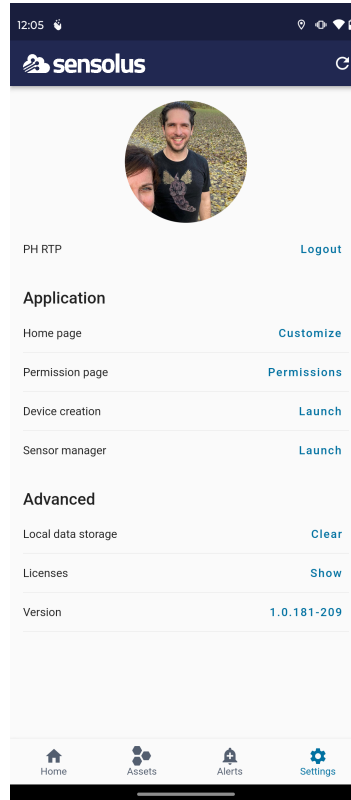 12:05
sensolus
PH RTP Logout
Application
Home page Customize
Permission page Permissions
Device creation Launch
Sensor manager Launch
Advanced
Local data storage Clear
Licenses Show
Version 1.0.181-209
Home Assets Alerts Settings